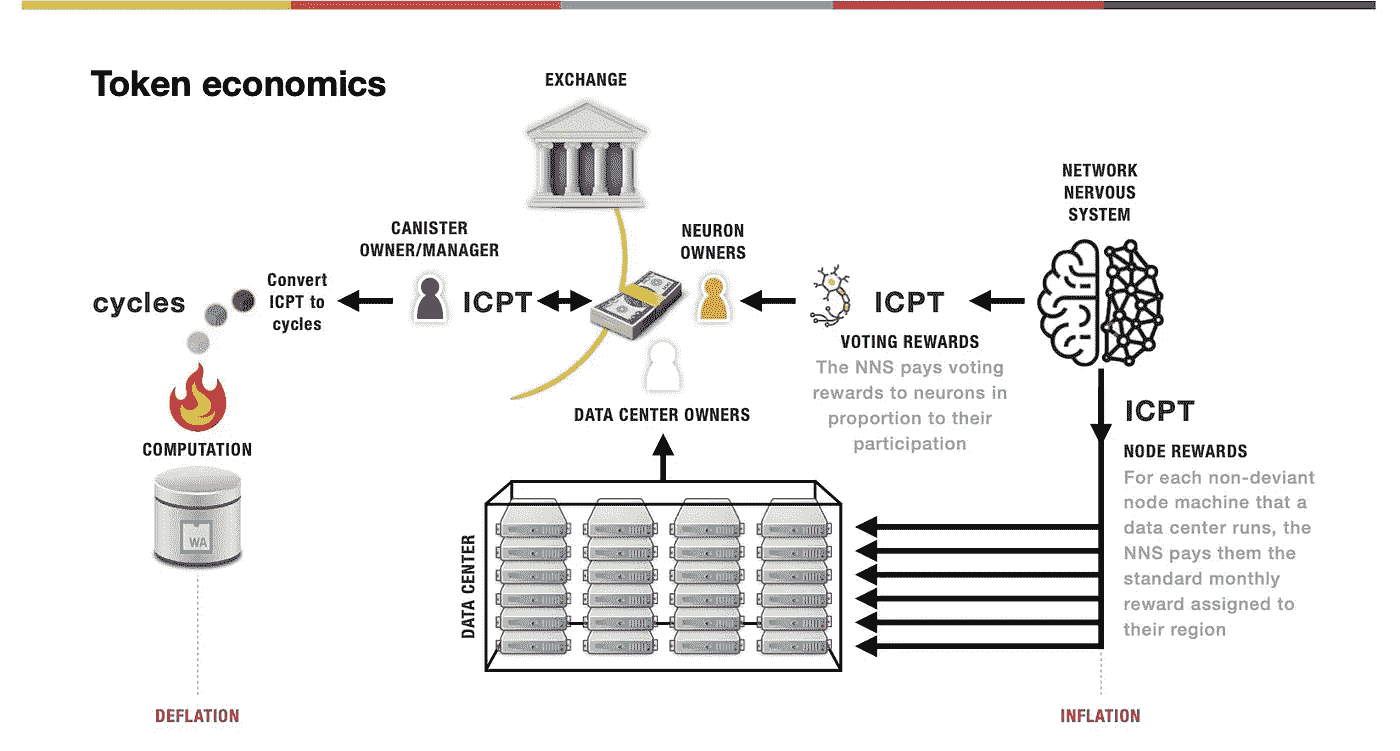 Token economics
EXCHANGE
NETWORK
NERVOUS
SYSTEM
CANISTER
OWNER/MANAGER
NEURON
OWNERS
cycles
Convert
ICPT to
cycles
ICPT
ICPT
VOTING REWARDS
The NNS pays voting
rewards to neurons in
proportion to their
participation
DATA CENTER OWNERS
ICPT
NODE REWARDS
For each non-deviant
node machine that a
data center runs, the
NNS pays them the
standard monthly
reward assigned to
their region
COMPUTATION
WA
DATA CENTER
DEFLATION
INFLATION